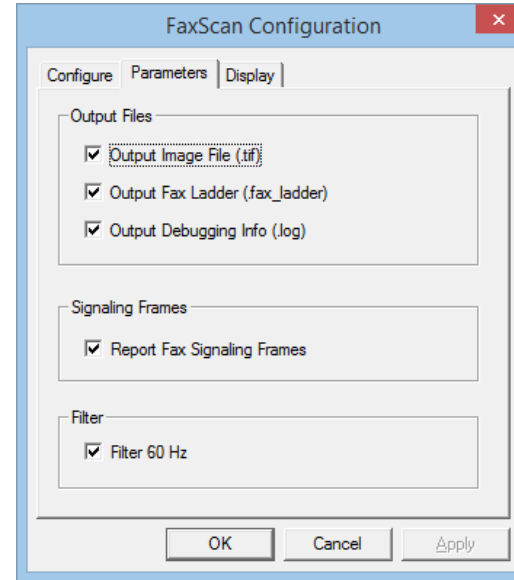 FaxScan Configuration
Configure Parameters Display
Output Files
Output Image File (.tif)
Output Fax Ladder (.fax_ladder)
Output Debugging Info (.log)
Signaling Frames
Report Fax Signaling Frames
Filter
Filter 60 Hz
OK Cancel Apply